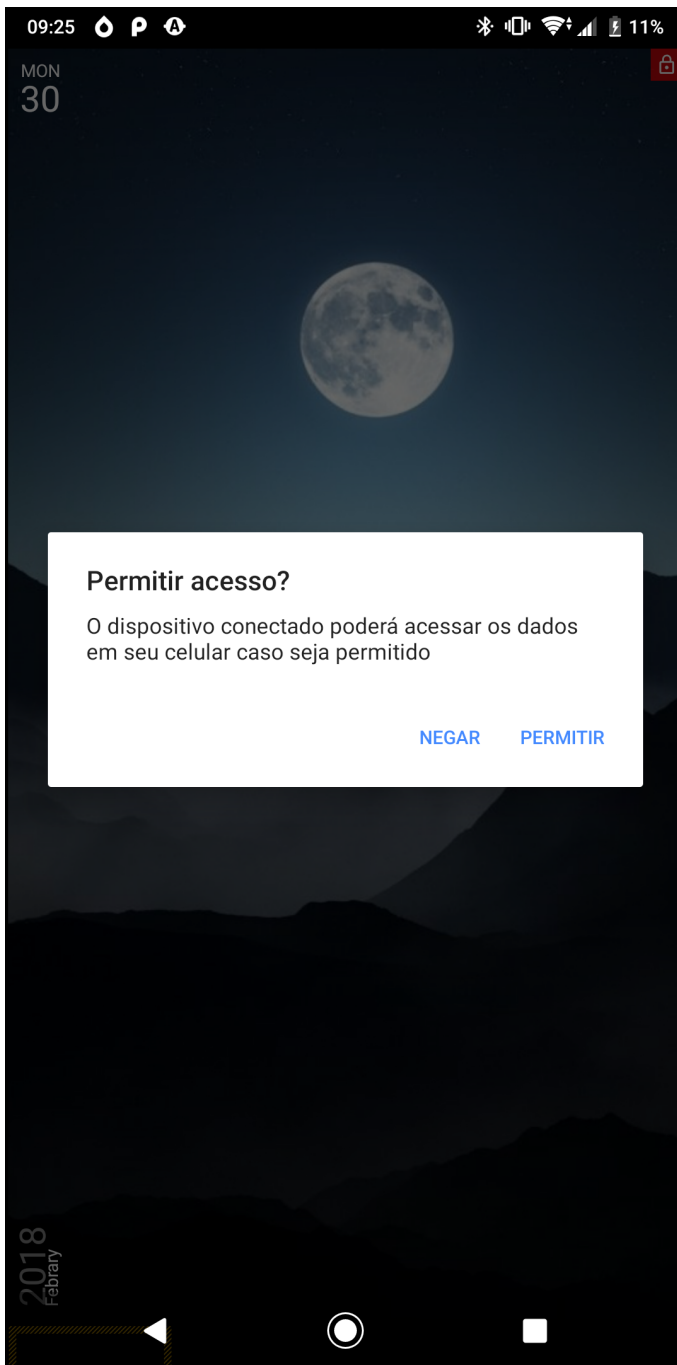 09:25
11%
MON
30
Permitir acesso?
O dispositivo conectado poderá acessar os dados
em seu celular caso seja permitido
NEGAR PERMITIR
2018
Febrary